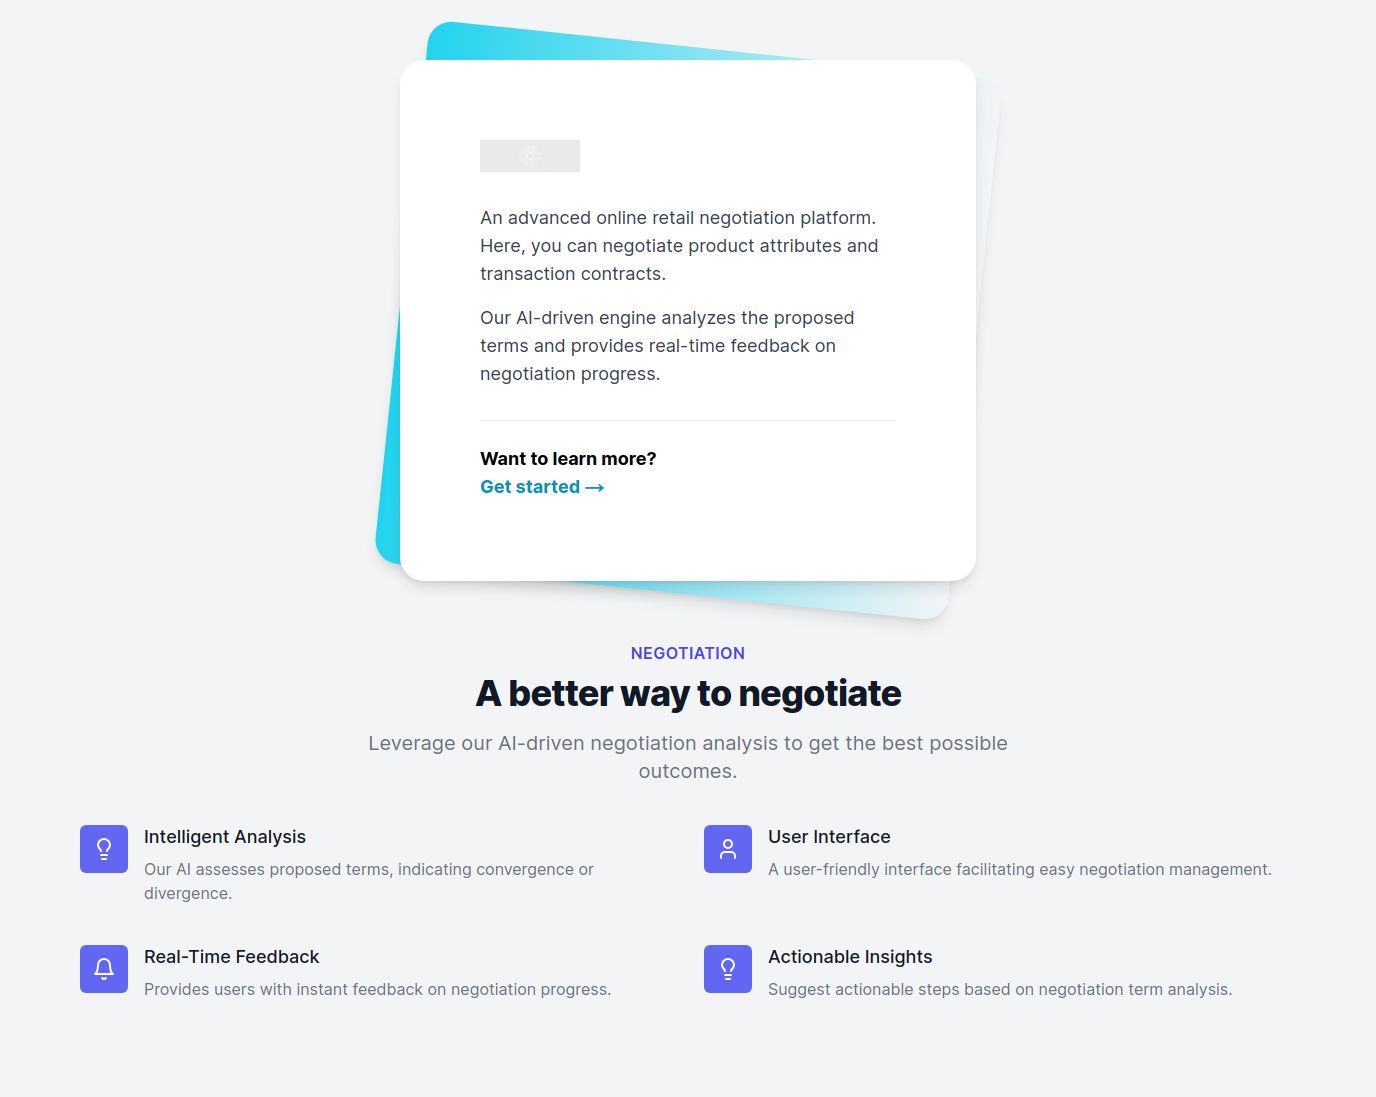 An advanced online retail negotiation platform.
Here, you can negotiate product attributes and
transaction contracts.
Our AI-driven engine analyzes the proposed
terms and provides real-time feedback on
negotiation progress.
Want to learn more?
Get started →
NEGOTIATION
A better way to negotiate
Leverage our AI-driven negotiation analysis to get the best possible
outcomes.
Intelligent Analysis
Our AI assesses proposed terms, indicating convergence or
divergence.
User Interface
A user-friendly interface facilitating easy negotiation management.
Real-Time Feedback
Provides users with instant feedback on negotiation progress.
Actionable Insights
Suggest actionable steps based on negotiation term analysis.